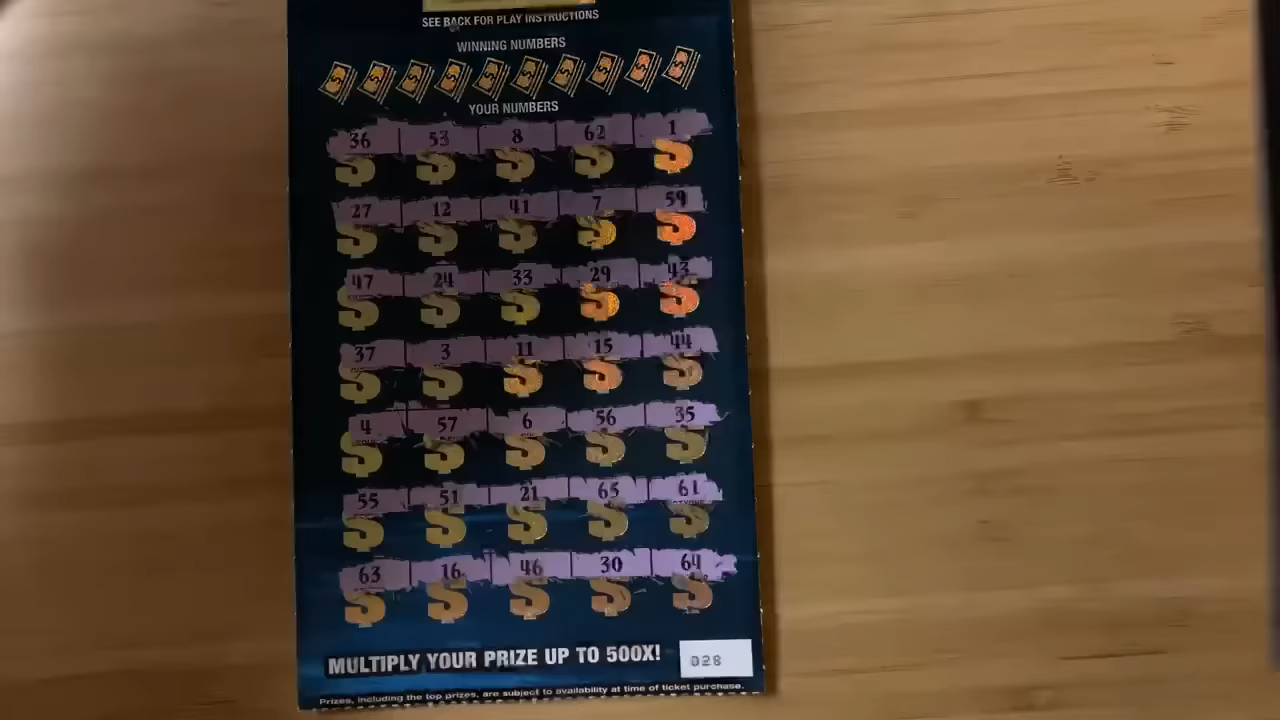 SEE BACK FOR PLAY INSTRUCTIONS
WINNING NUMBERS
YOUR NUMBERS
36 53 8 62 1
27 12 41 7 59
47 24 33 29 43
37 3 11 15 44
4 57 6 56 35
55 51 21 65 61
63 16 46 30 64
MULTIPLY YOUR PRIZE UP TO 500X! 028
Prizes, including the top prizes, are subject to availability at time of ticket purchase.